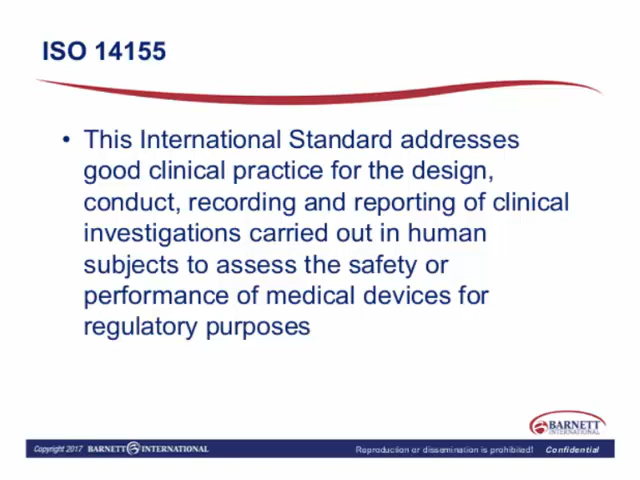 ISO 14155
• This International Standard addresses
good clinical practice for the design,
conduct, recording and reporting of clinical
investigations carried out in human
subjects to assess the safety or
performance of medical devices for
regulatory purposes
BARNETT
INTERNATIONAL
Copyright 2017 BARNETT INTERNATIONAL
Reproduction or dissemination is prohibited! Confidential